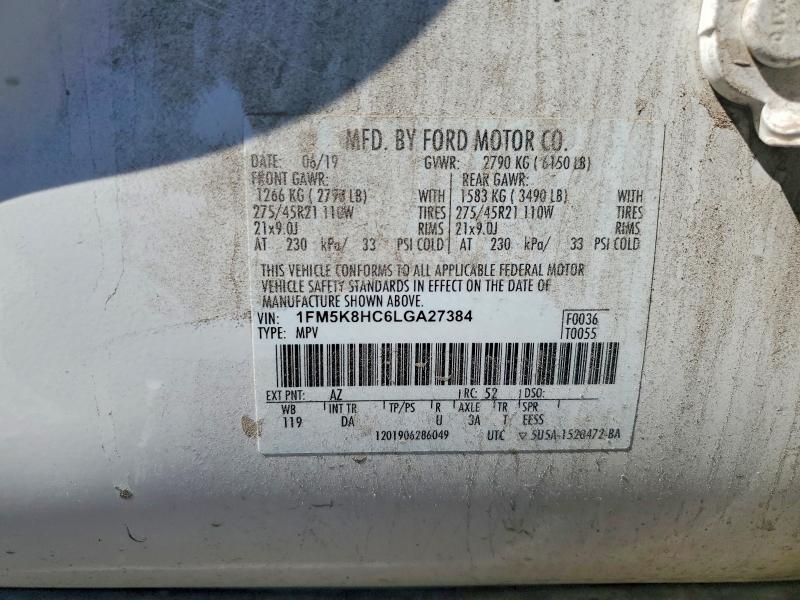 MFD. BY FORD MOTOR CO.
DATE: 06/19 GVWR: 2790 KG ( 6150 LB)
FRONT GAWR: REAR GAWR:
1266 KG ( 2790 LB) WITH 1583 KG ( 3490 LB) WITH
275/45R21 110W TIRES 275/45R21 110W TIRES
21x9.0J RIMS 21x9.0J RIMS
AT 230 kPa/ 33 PSI COLD AT 230 kPa/ 33 PSI COLD
THIS VEHICLE CONFORMS TO ALL APPLICABLE FEDERAL MOTOR
VEHICLE SAFETY STANDARDS IN EFFECT ON THE DATE OF
MANUFACTURE SHOWN ABOVE.
VIN: 1FM5K8HC6LGA27384 F0036
TYPE: MPV T0055
EXT PNT: AZ RC: 52 DSO:
WB INT TR TP/PS R AXLE TR SPR
119 DA U 3A T EESS
1201906286049 UTC ▽ 5U5A-1520472-BA